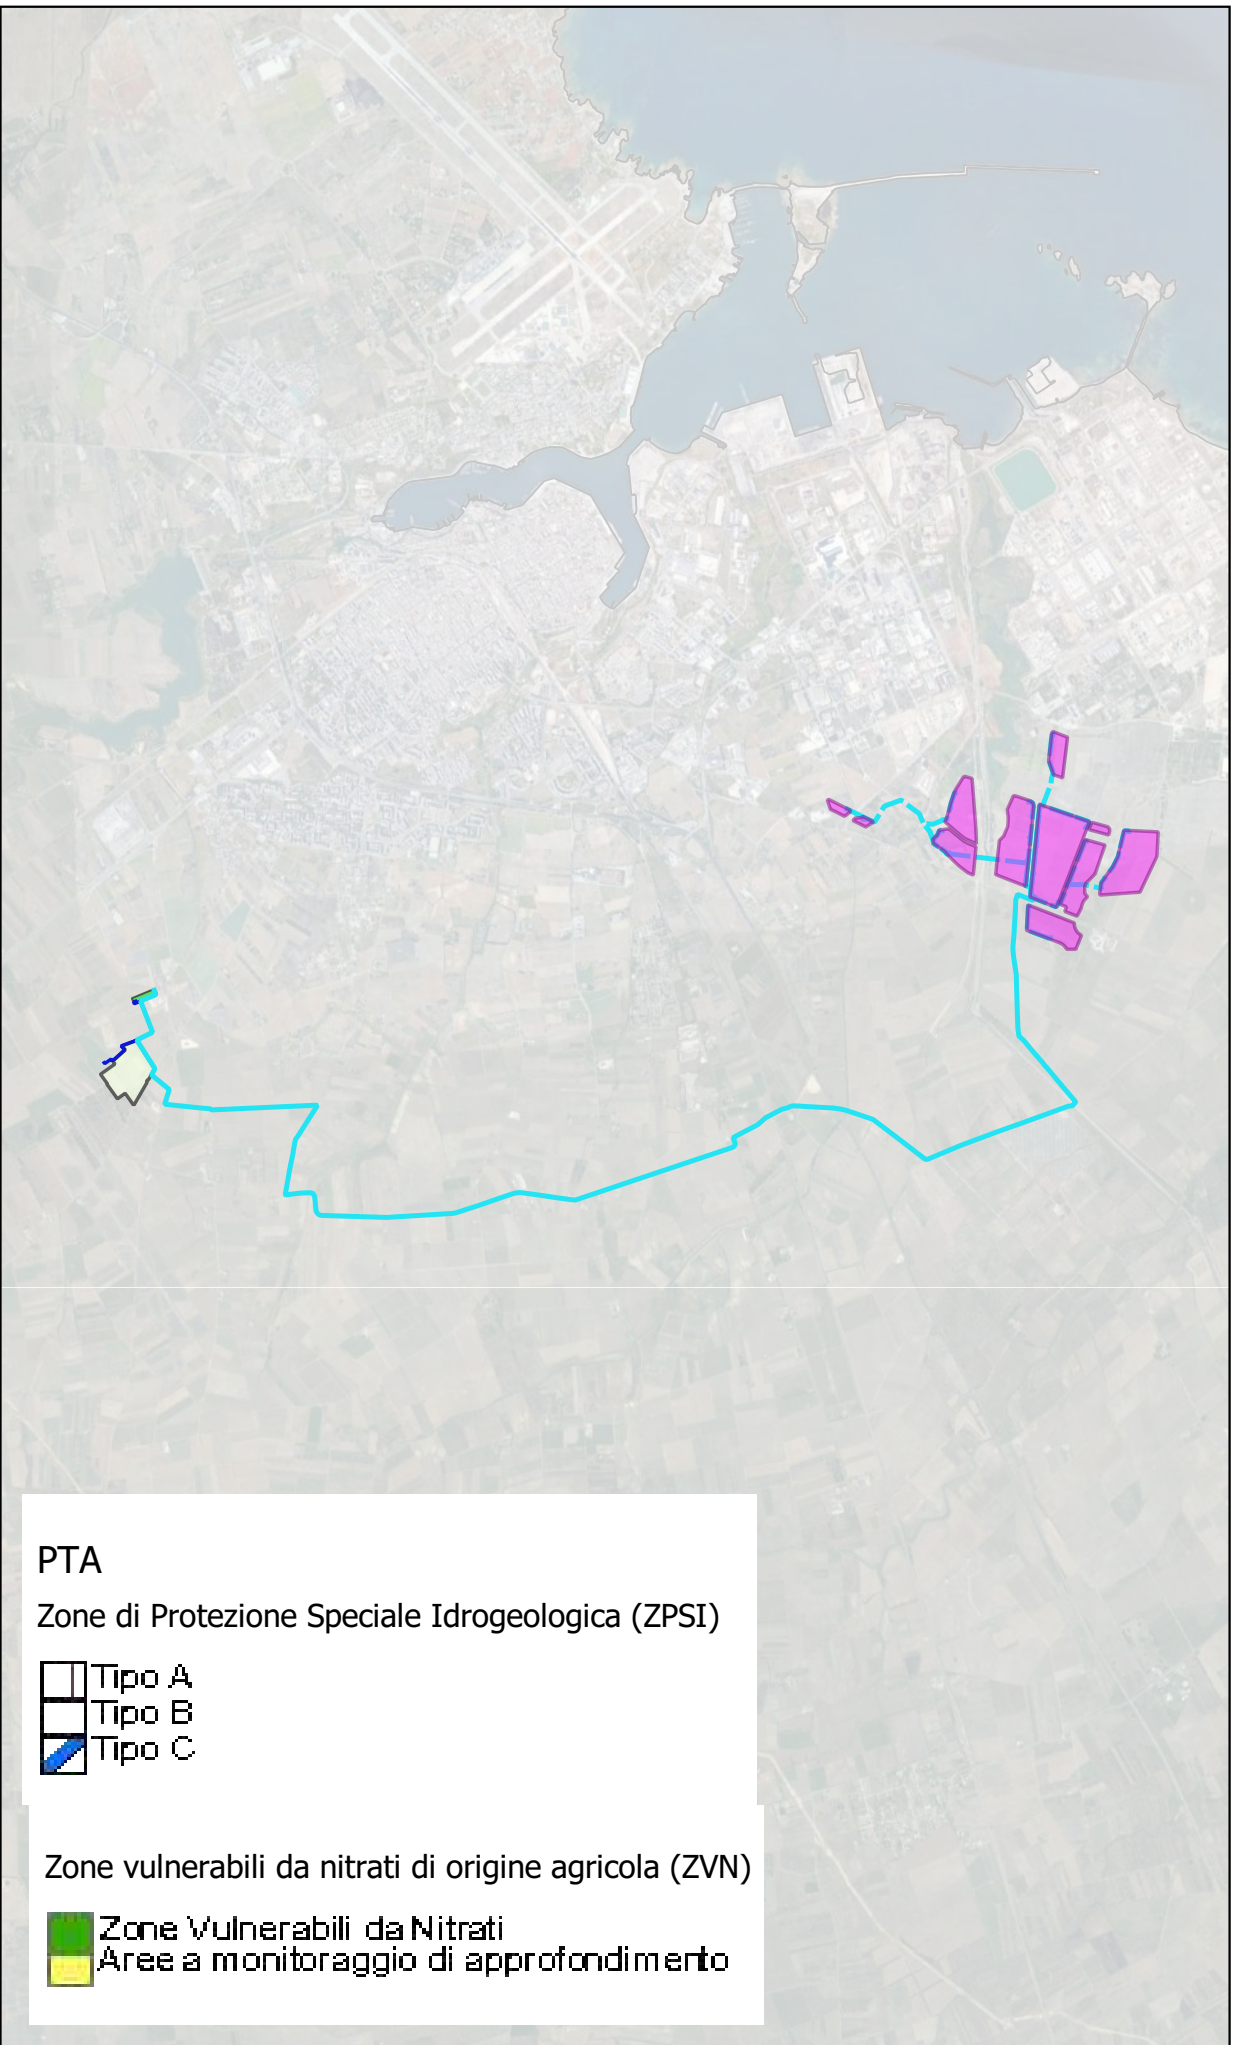 PTA
Zone di Protezione Speciale Idrogeologica (ZPSI)
Tipo A
Tipo B
Tipo C
Zone vulnerabili da nitrati di origine agricola (ZVN)
Zone Vulnerabili da Nitrati
Aree a monitoraggio di approfondimento